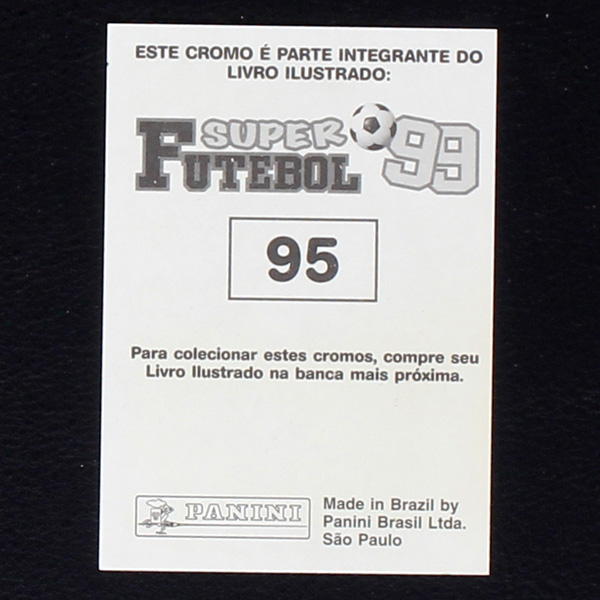 ESTE CROMO É PARTE INTEGRANTE DO
LIVRO ILUSTRADO:
SUPER
FUTEBOL '99
95
Para colecionar estes cromos, compre seu
Livro Ilustrado na banca mais próxima.
PANINI
Made in Brazil by
Panini Brasil Ltda.
São Paulo